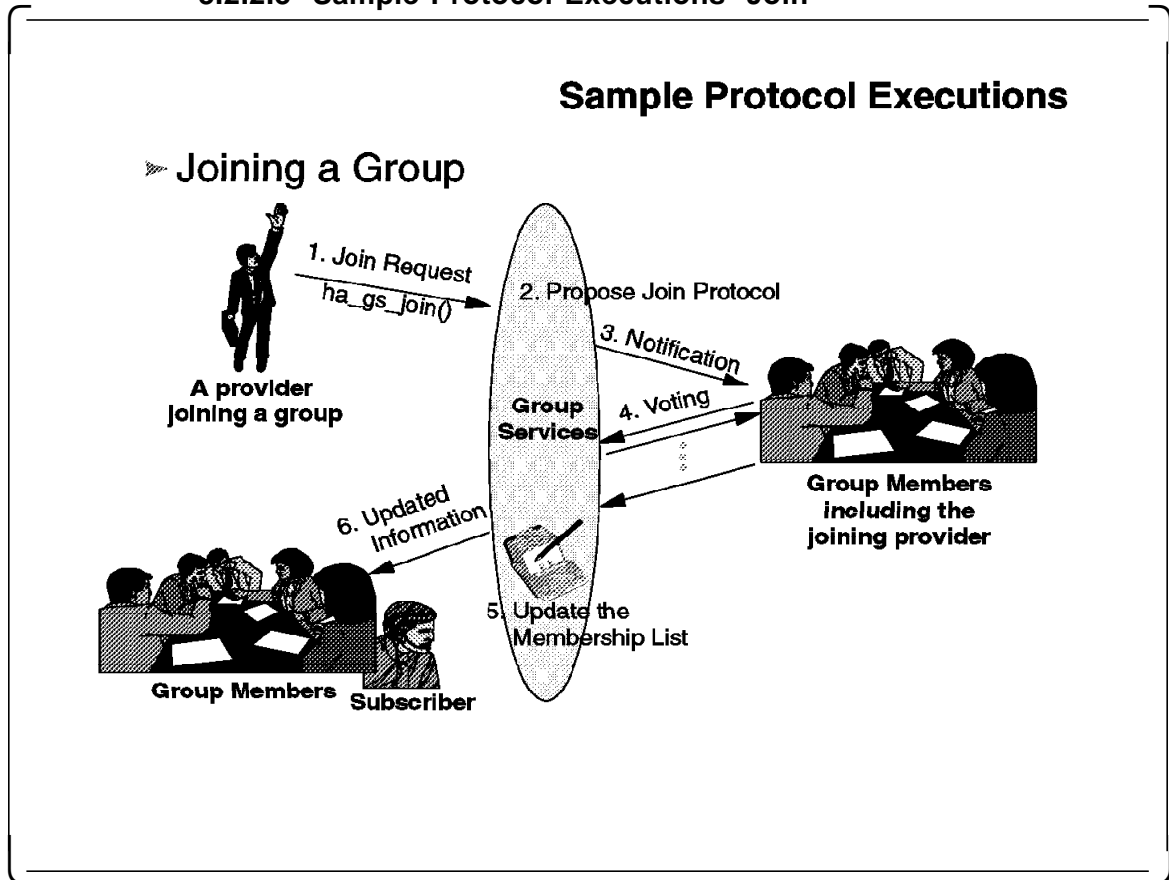 Sample Protocol Executions
➢ Joining a Group
1. Join Request
ha_gs_join()
2. Propose Join Protocol
3. Notification
4. Voting
A provider
joining a group
Group
Services
Group Members
including the
joining provider
6. Updated
Information
5. Update the
Membership List
Group Members
Subscriber